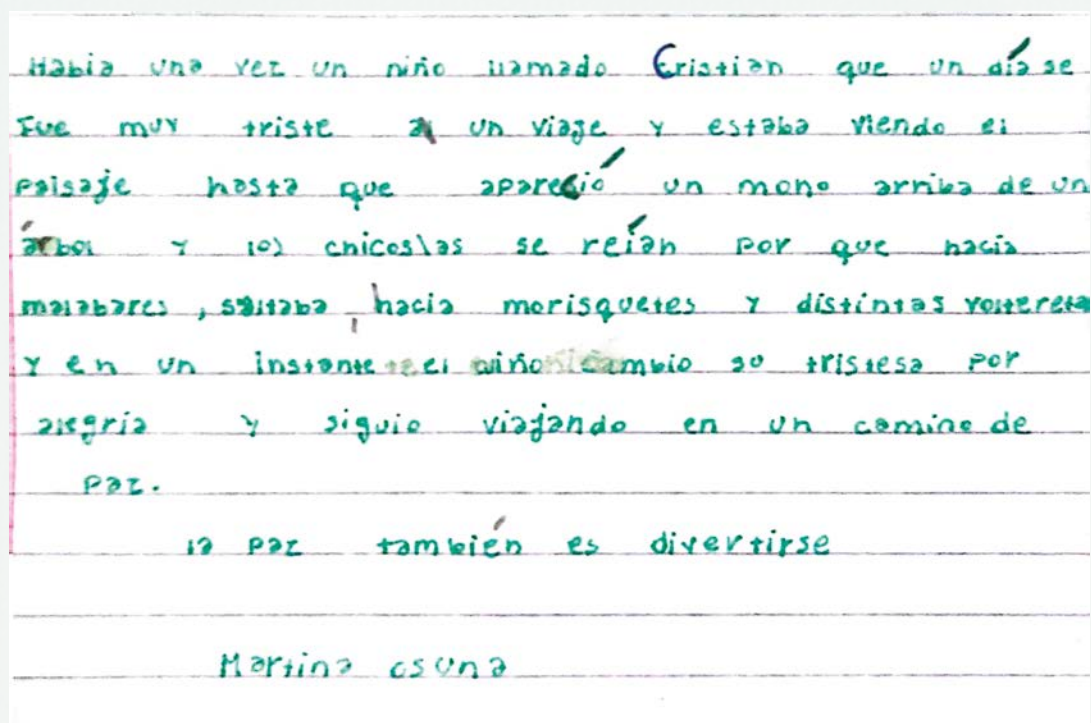 Habia una vez un niño llamado Cristian que un día se
Fue muy triste a un viage y estaba viendo el
paisaje hasta que apareció un mono arriba de un
árbol y los chicos\as se reían por que hacia
malabares, saltaba, hacia morisquetes y distintas voltereta
y en un instante el niño cambio su tristesa por
alegria y siguio viajando en un camino de
paz.
la paz también es divertirse
Martina osuna